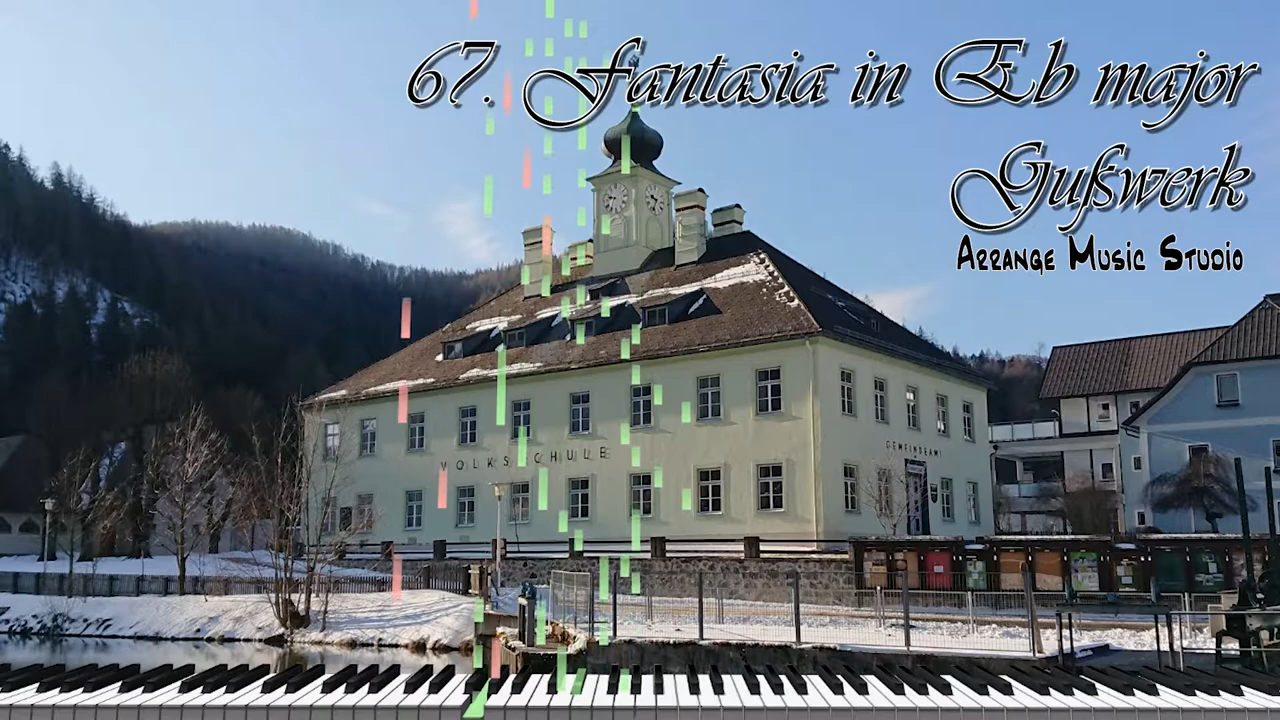 67. Fantasia in Eb major
Gußwerk
Arrange Music Studio
VOLKSSCHULE
GEMEINDEAMT